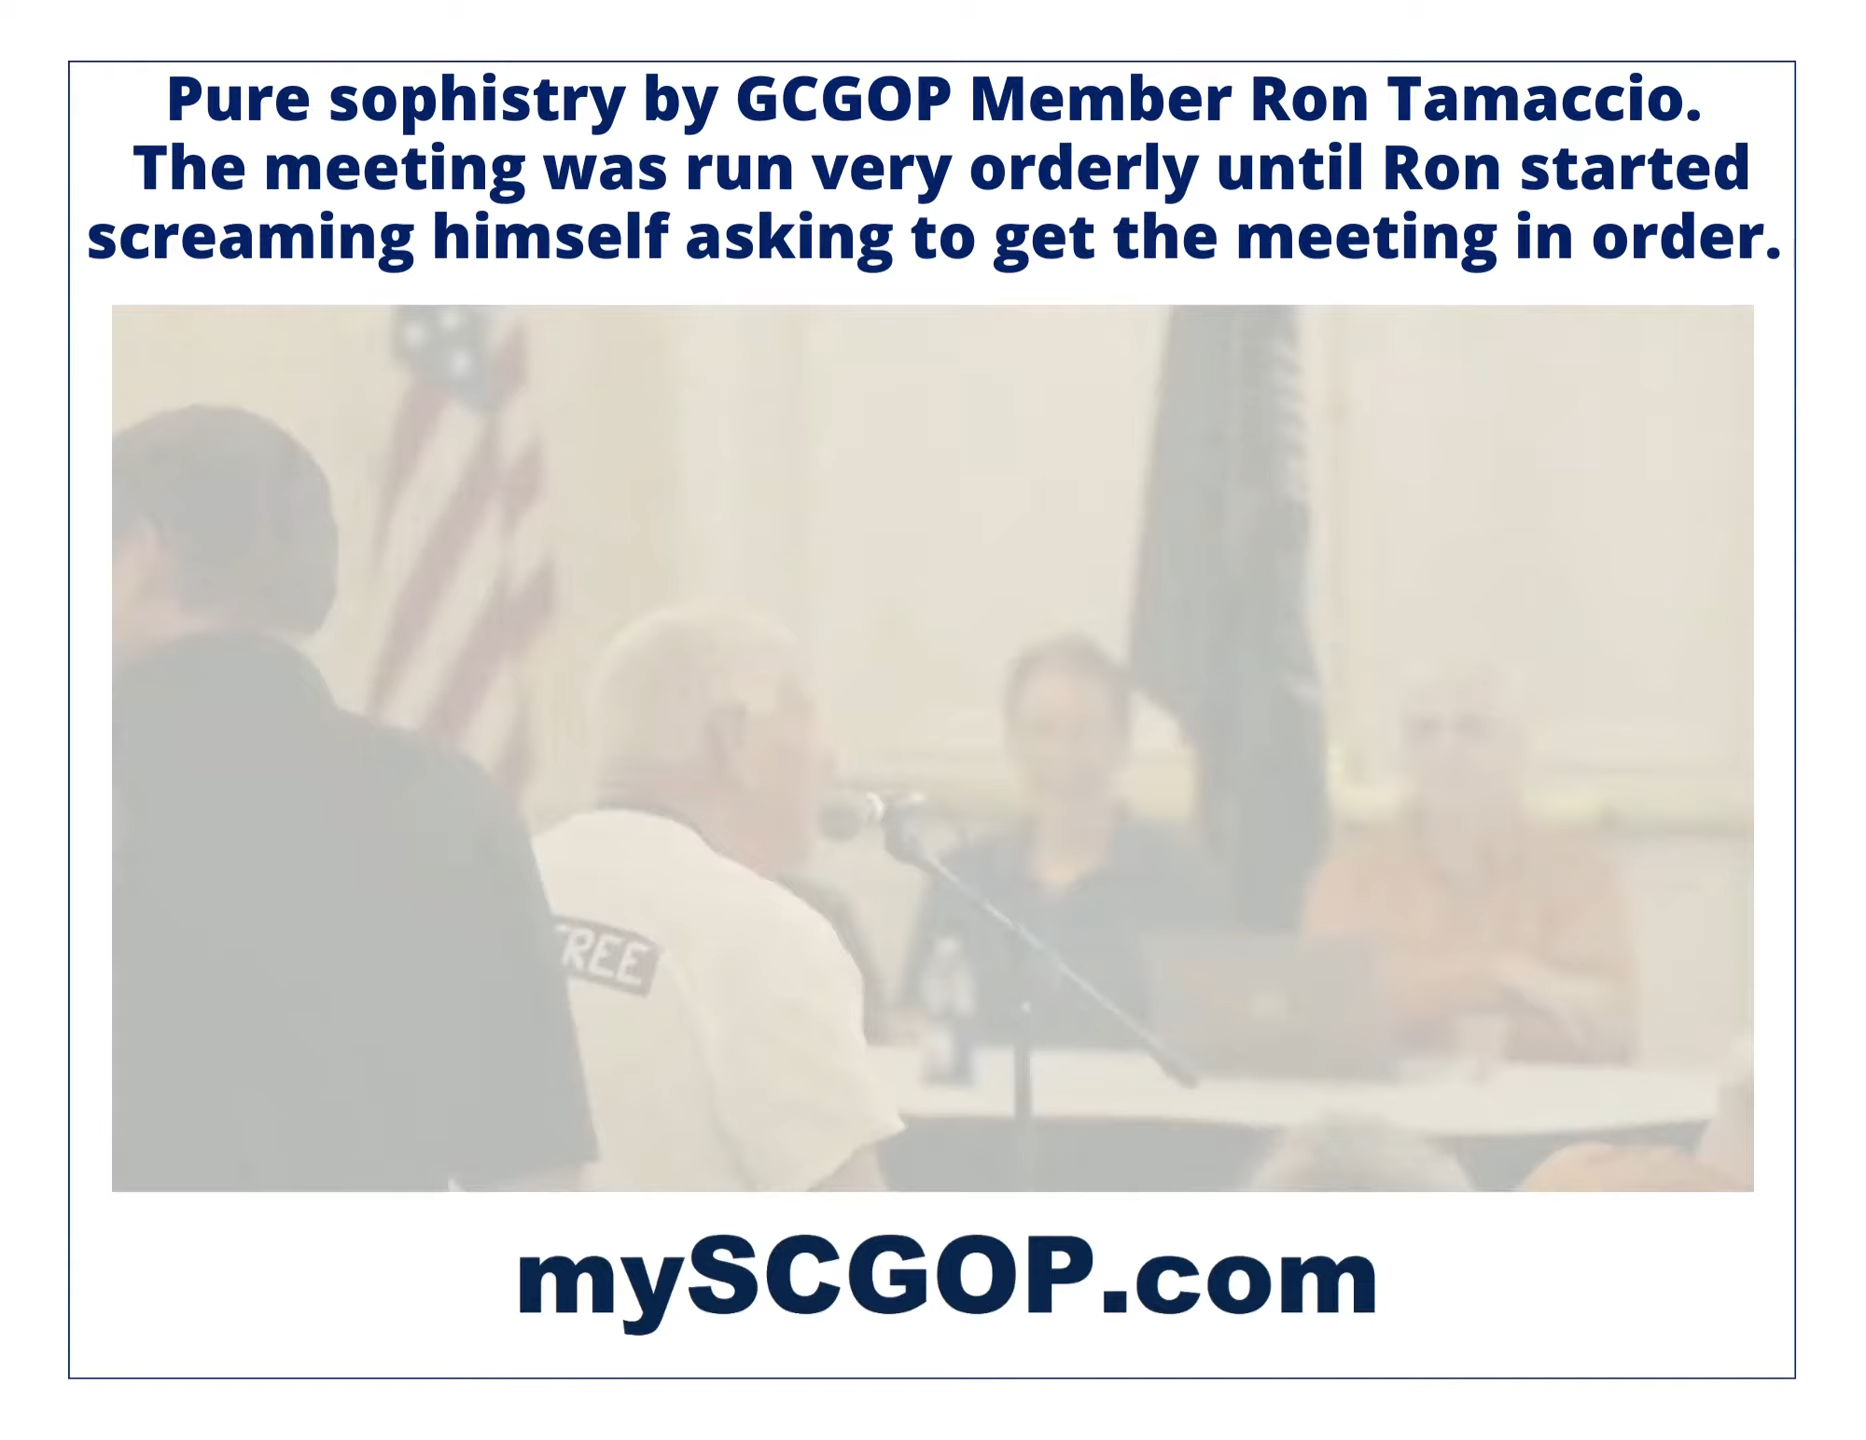 Pure sophistry by GCGOP Member Ron Tamaccio.
The meeting was run very orderly until Ron started
screaming himself asking to get the meeting in order.
REE
mySCGOP.com